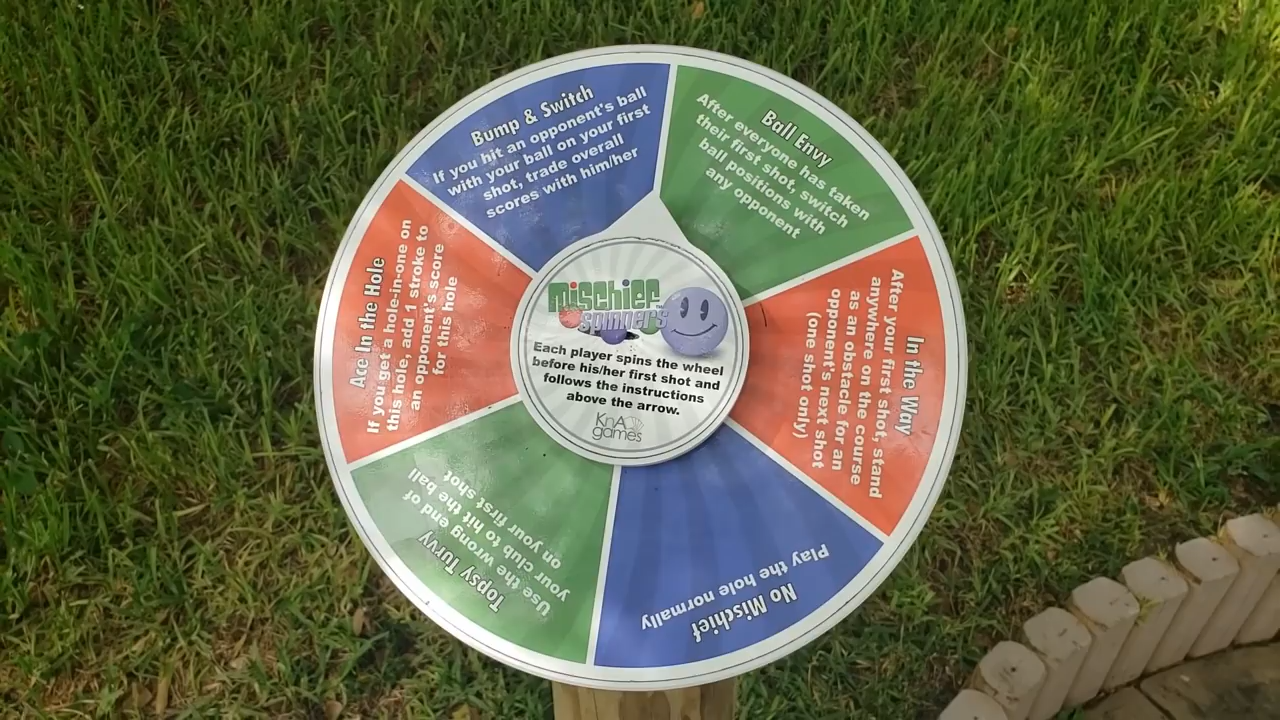 Bump & Switch
If you hit an opponent's ball
with your ball on your first
shot, trade overall
scores with him/her
Ball Envy
After everyone has taken
their first shot, switch
ball positions with
any opponent
In the Way
After your first shot, stand
anywhere on the course
as an obstacle for an
opponent's next shot
(one shot only)
No Mischief
Play the hole normally
Topsy Turvy
Use the wrong end of
your club to hit the ball
on your first shot
Ace In the Hole
If you get a hole-in-one on
this hole, add 1 stroke to
an opponent's score
for this hole
mischief
spinners
Each player spins the wheel
before his/her first shot and
follows the instructions
above the arrow.
KnA
games